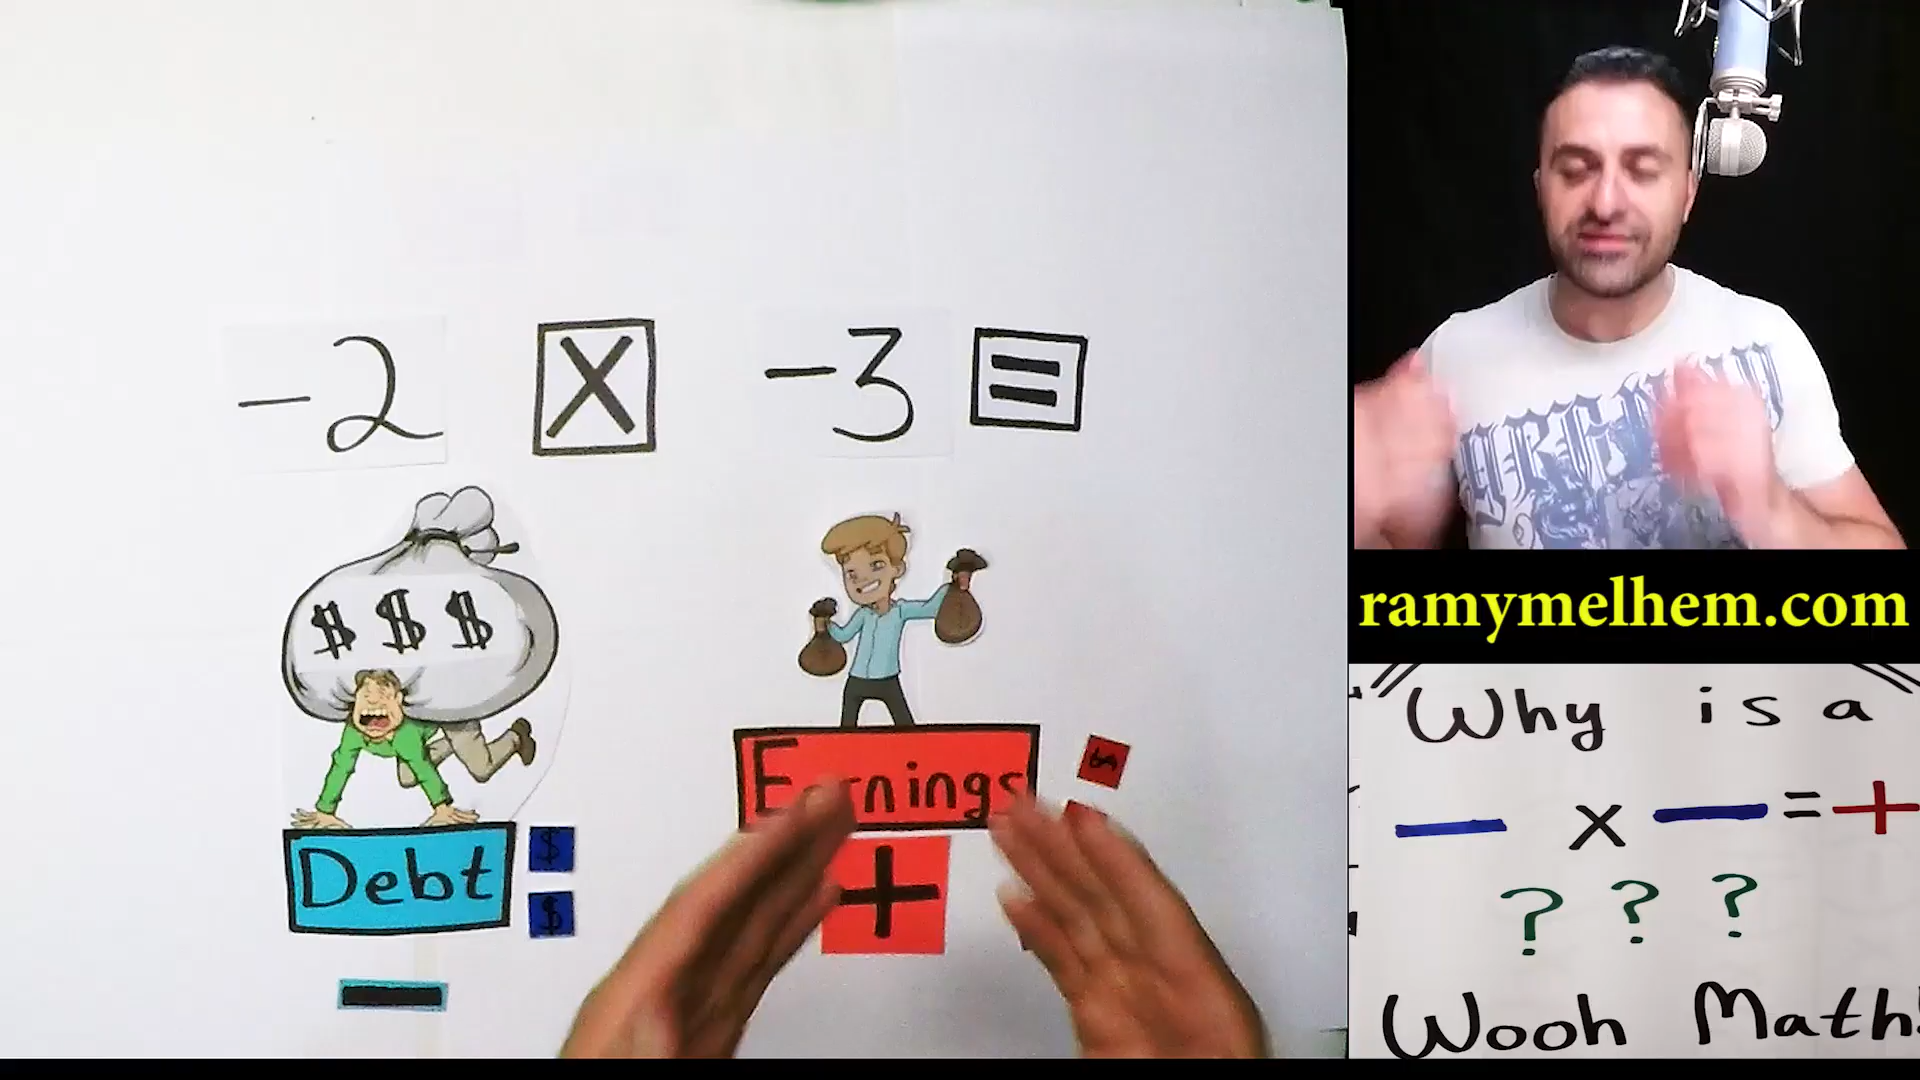 -2 X -3 =
$ $ $
Earnings
$
+
Debt
$
$
-
ramymelhem.com
Why is a
- x - = +
? ? ?
Wooh Math!